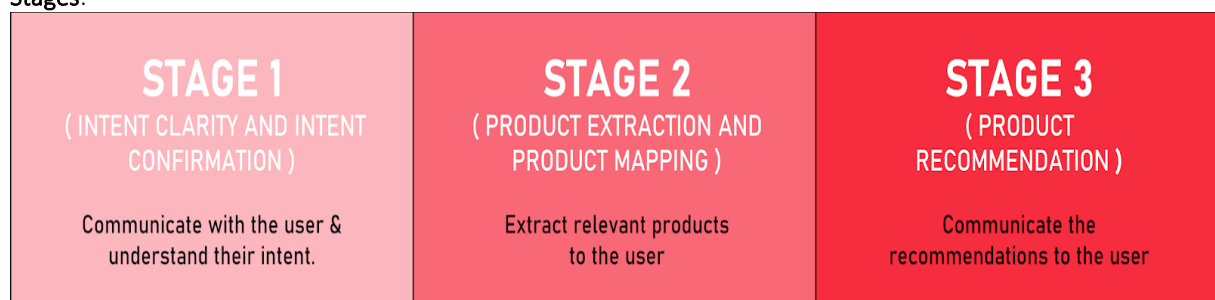 Stages:
STAGE 1
( INTENT CLARITY AND INTENT
CONFIRMATION )
Communicate with the user &
understand their intent.
STAGE 2
( PRODUCT EXTRACTION AND
PRODUCT MAPPING )
Extract relevant products
to the user
STAGE 3
( PRODUCT
RECOMMENDATION )
Communicate the
recommendations to the user